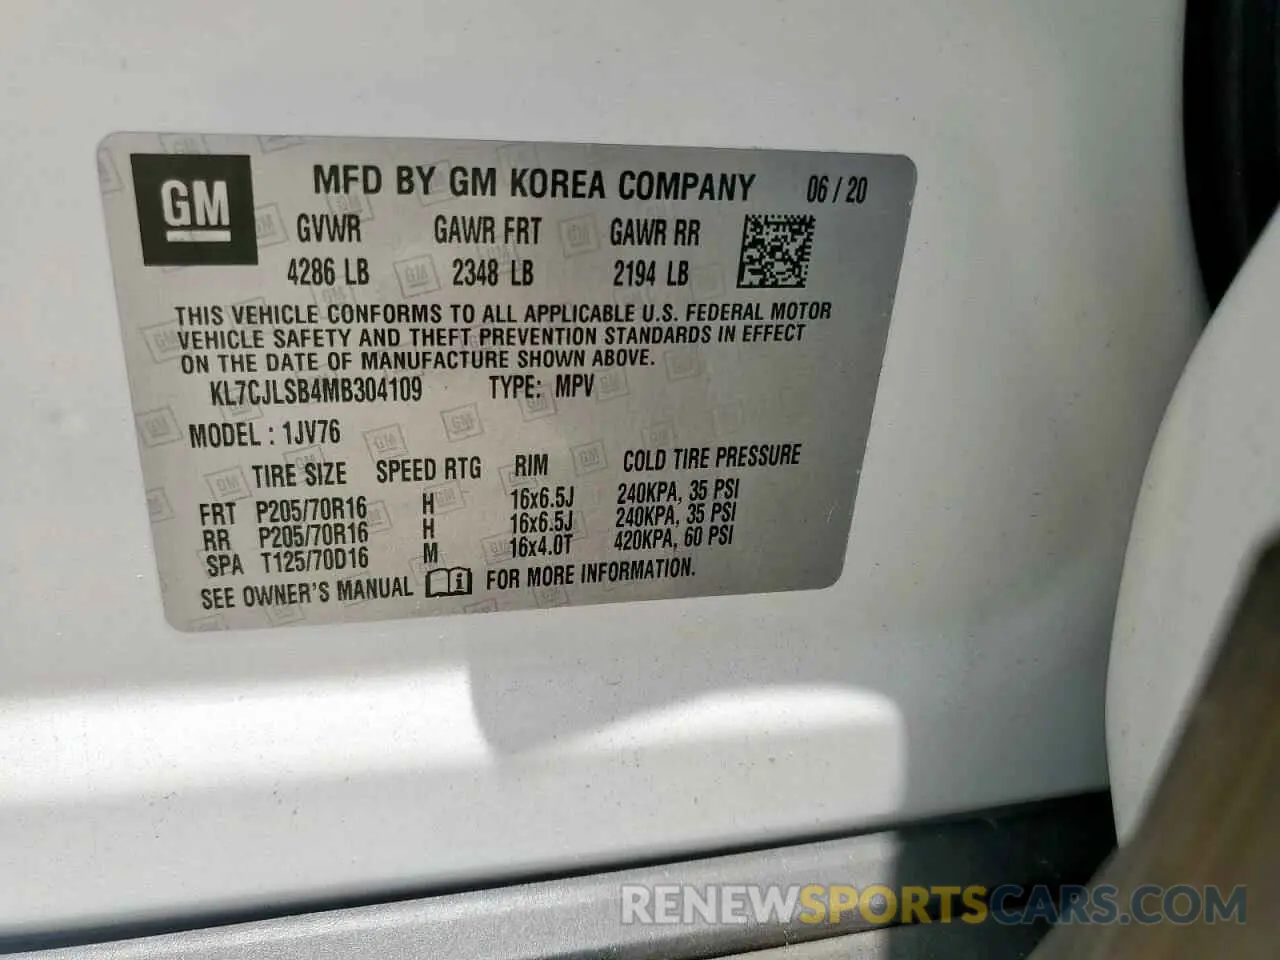 GM
MFD BY GM KOREA COMPANY 06 / 20
GVWR GAWR FRT GAWR RR
4286 LB 2348 LB 2194 LB
THIS VEHICLE CONFORMS TO ALL APPLICABLE U.S. FEDERAL MOTOR
VEHICLE SAFETY AND THEFT PREVENTION STANDARDS IN EFFECT
ON THE DATE OF MANUFACTURE SHOWN ABOVE.
KL7CJLSB4MB304109 TYPE: MPV
MODEL : 1JV76
TIRE SIZE SPEED RTG RIM COLD TIRE PRESSURE
FRT P205/70R16 H 16x6.5J 240KPA, 35 PSI
RR P205/70R16 H 16x6.5J 240KPA, 35 PSI
SPA T125/70D16 M 16x4.0T 420KPA, 60 PSI
SEE OWNER'S MANUAL FOR MORE INFORMATION.
RENEWSPORTSCARS.COM